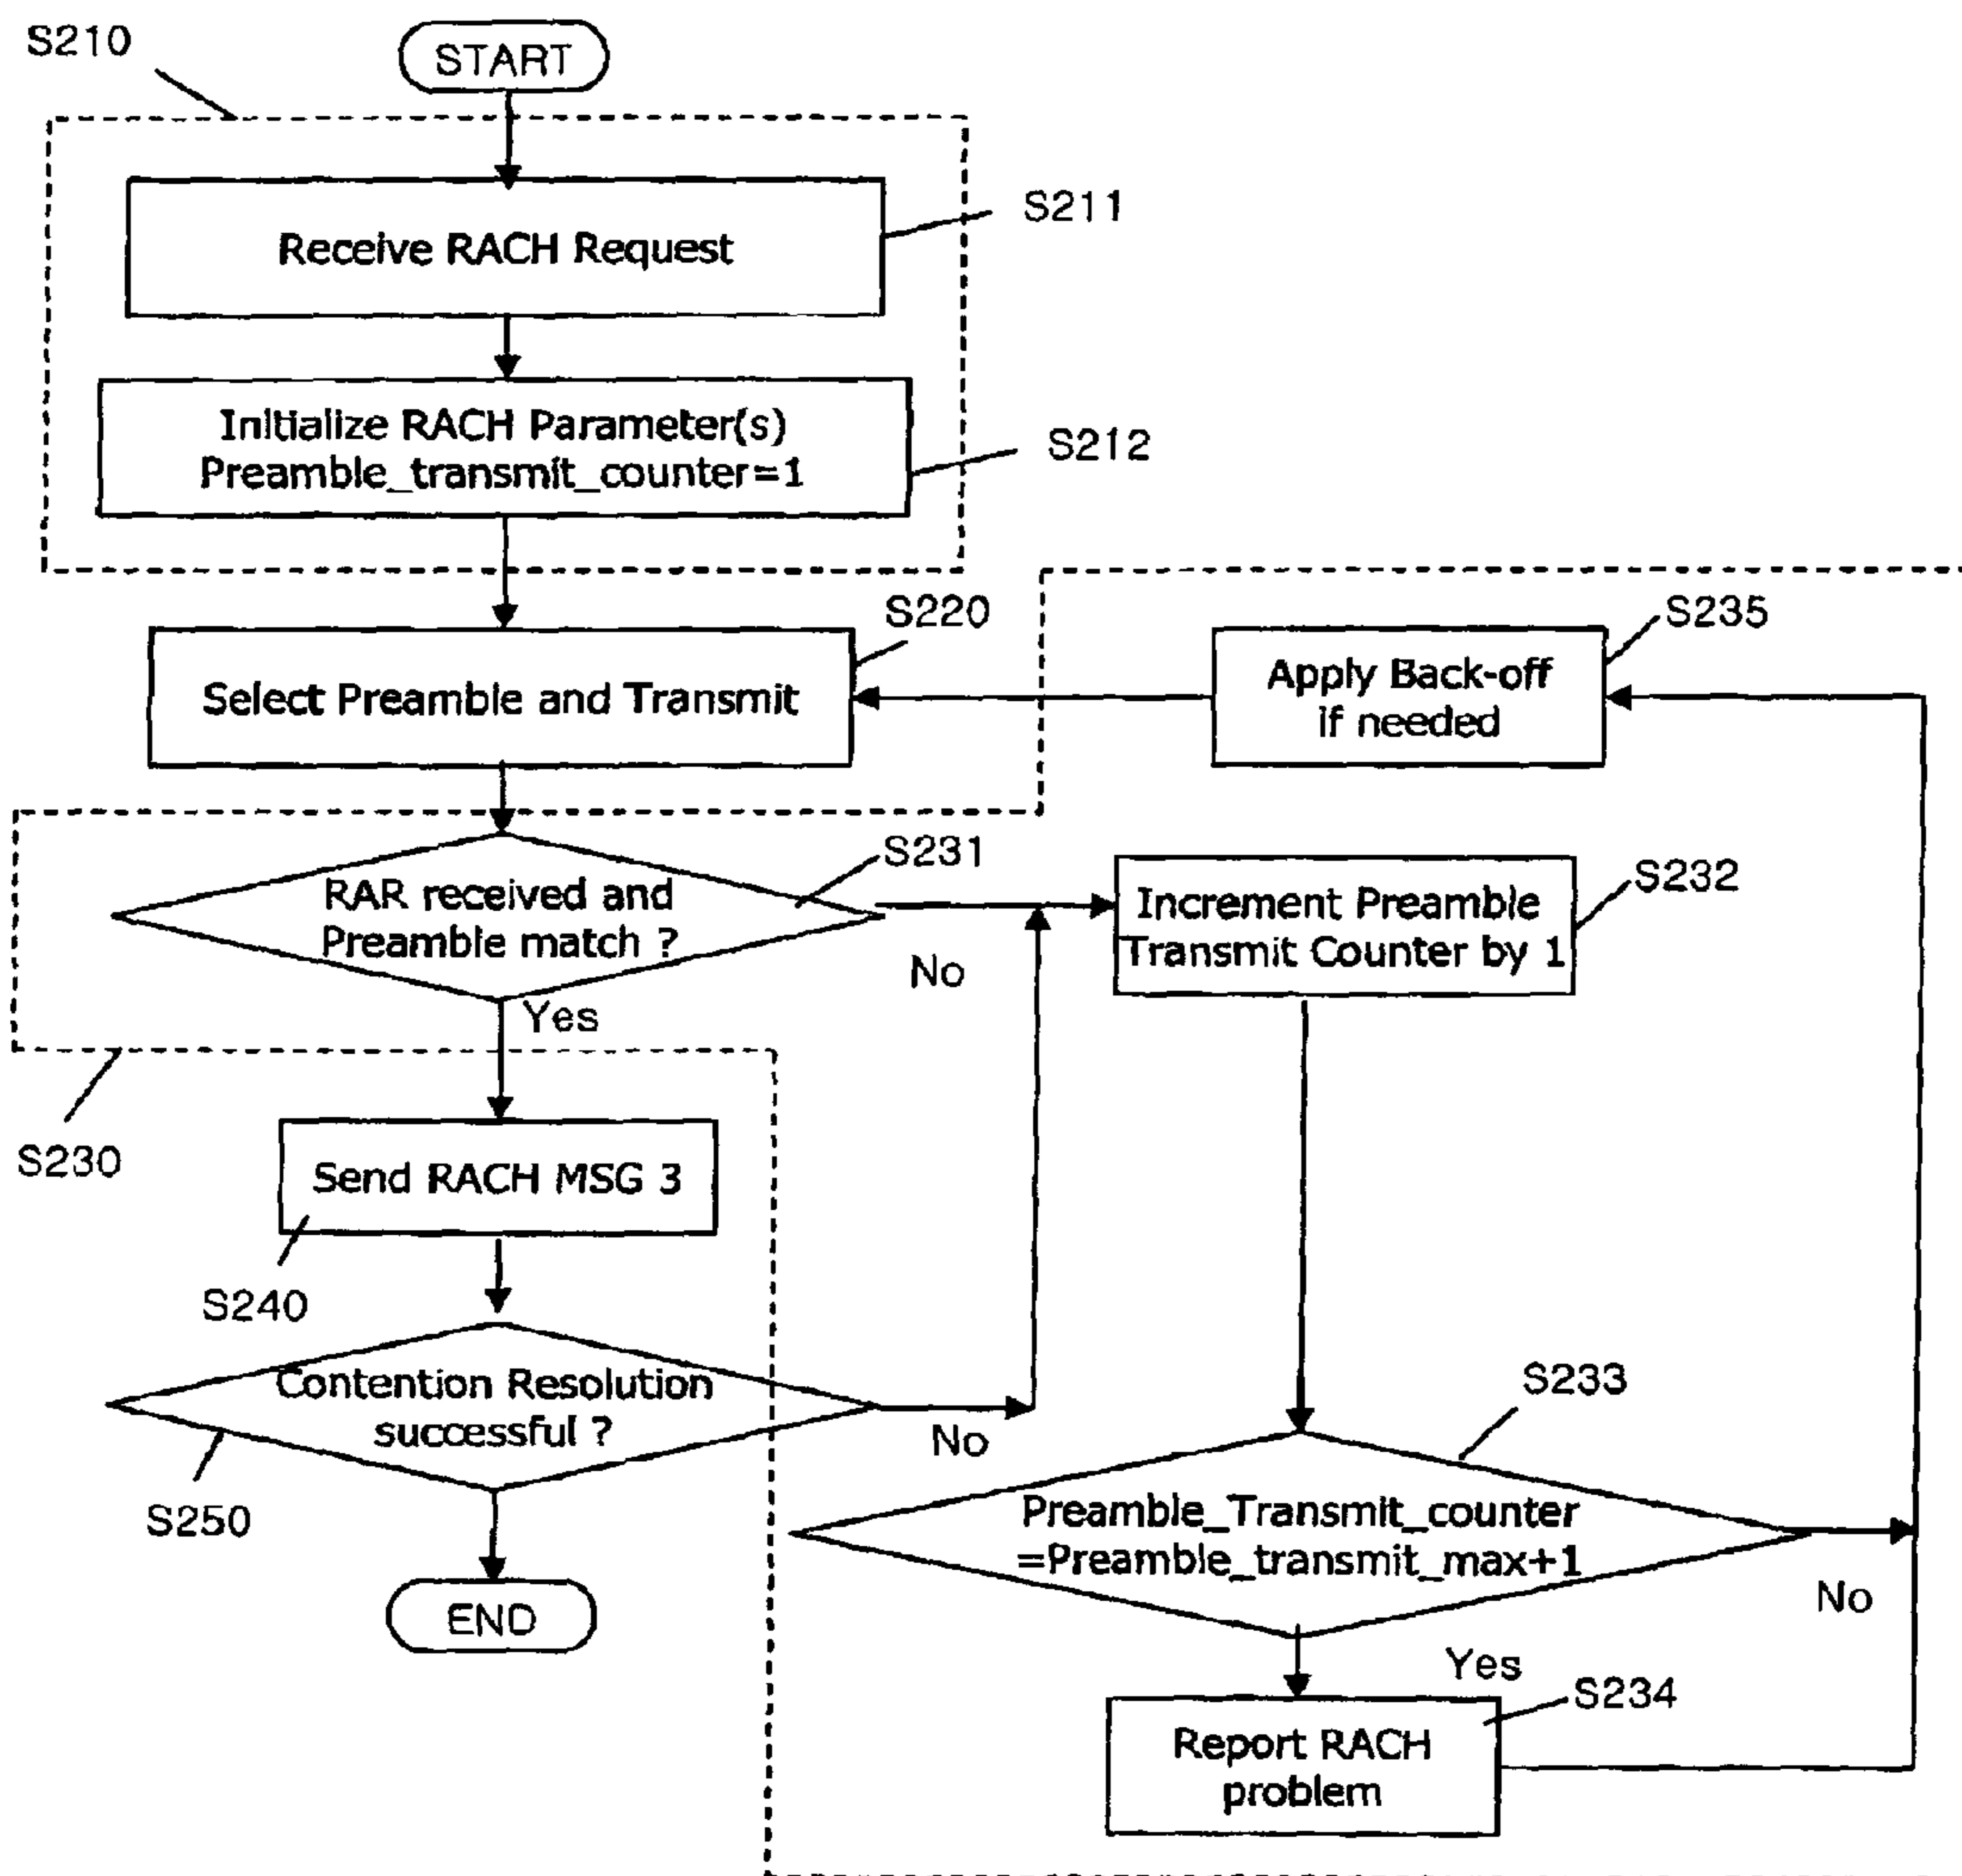 S210
START
Receive RACH Request
S211
Initialize RACH Parameter(s)
Preamble_transmit_counter=1
S212
S220
Select Preamble and Transmit
S235
Apply Back-off
if needed
S231
RAR received and
Preamble match ?
No
Yes
S232
Increment Preamble
Transmit Counter by 1
S230
Send RACH MSG 3
S240
Contention Resolution
successful ?
No
S250
END
S233
Preamble_Transmit_counter
=Preamble_transmit_max+1
No
Yes
S234
Report RACH
problem